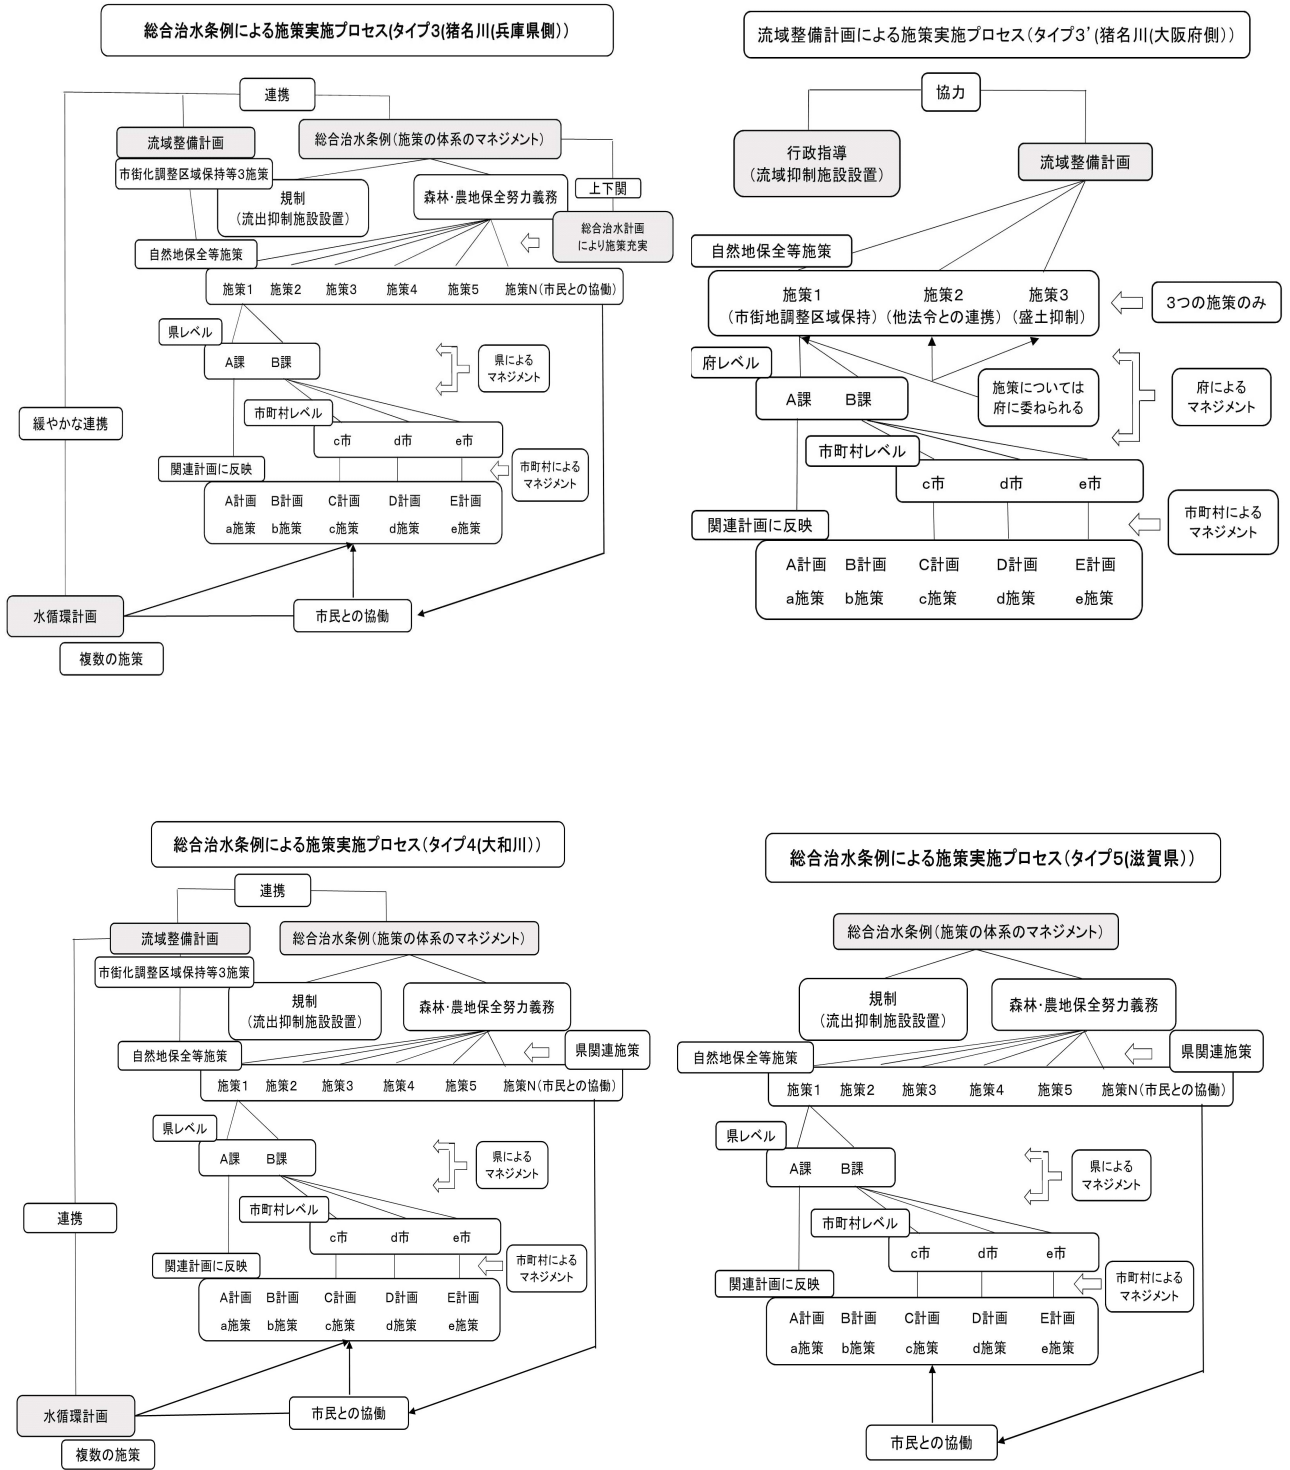 総合治水条例による施策実施プロセス(タイプ3(猪名川(兵庫県側))
連携
流域整備計画
総合治水条例(施策の体系のマネジメント)
市街化調整区域保持等3施策
規制
(流出抑制施設設置)
森林・農地保全努力義務
上下関
総合治水計画
により施策充実
自然地保全等施策
施策1 施策2 施策3 施策4 施策5 施策N(市民との協働)
県レベル
A課 B課
県による
マネジメント
緩やかな連携
市町村レベル
c市 d市 e市
関連計画に反映
市町村による
マネジメント
A計画 B計画 C計画 D計画 E計画
a施策 b施策 c施策 d施策 e施策
水循環計画
市民との協働
複数の施策
流域整備計画による施策実施プロセス(タイプ3’(猪名川(大阪府側))
協力
行政指導
(流域抑制施設設置)
流域整備計画
自然地保全等施策
施策1 施策2 施策3
(市街地調整区域保持) (他法令との連携) (盛土抑制)
3つの施策のみ
府レベル
A課 B課
施策については
府に委ねられる
府による
マネジメント
市町村レベル
c市 d市 e市
関連計画に反映
市町村による
マネジメント
A計画 B計画 C計画 D計画 E計画
a施策 b施策 c施策 d施策 e施策
総合治水条例による施策実施プロセス(タイプ4(大和川))
連携
流域整備計画
総合治水条例(施策の体系のマネジメント)
市街化調整区域保持等3施策
規制
(流出抑制施設設置)
森林・農地保全努力義務
自然地保全等施策
県関連施策
施策1 施策2 施策3 施策4 施策5 施策N(市民との協働)
県レベル
A課 B課
県による
マネジメント
連携
市町村レベル
c市 d市 e市
関連計画に反映
市町村による
マネジメント
A計画 B計画 C計画 D計画 E計画
a施策 b施策 c施策 d施策 e施策
水循環計画
市民との協働
複数の施策
総合治水条例による施策実施プロセス(タイプ5(滋賀県))
総合治水条例(施策の体系のマネジメント)
規制
(流出抑制施設設置)
森林・農地保全努力義務
自然地保全等施策
県関連施策
施策1 施策2 施策3 施策4 施策5 施策N(市民との協働)
県レベル
A課 B課
県による
マネジメント
市町村レベル
c市 d市 e市
関連計画に反映
市町村による
マネジメント
A計画 B計画 C計画 D計画 E計画
a施策 b施策 c施策 d施策 e施策
市民との協働